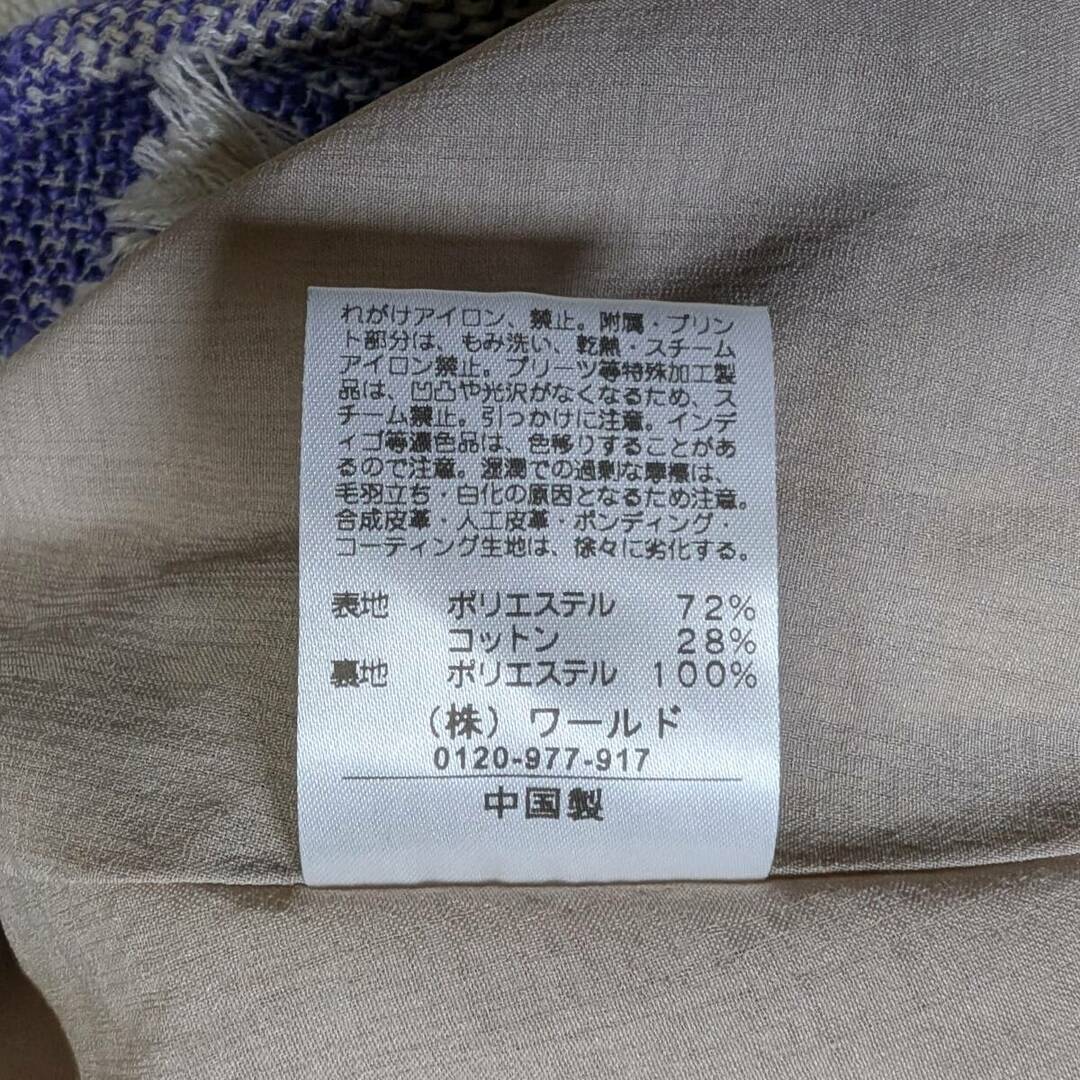 れがけアイロン、禁止。附属・プリン
ト部分は、もみ洗い、乾熱・スチーム
アイロン禁止。プリーツ等特殊加工製
品は、凹凸や光沢がなくなるため、ス
チーム禁止。引っかけに注意。インデ
ィゴ等濃色品は、色移りすることがあ
るので注意。湿潤での過剰な摩擦は、
毛羽立ち・白化の原因となるため注意。
合成皮革・人工皮革・ボンディング・
コーティング生地は、徐々に劣化する。
表地 ポリエステル 72%
コットン 28%
裏地 ポリエステル 100%
(株) ワールド
0120-977-917
中国製